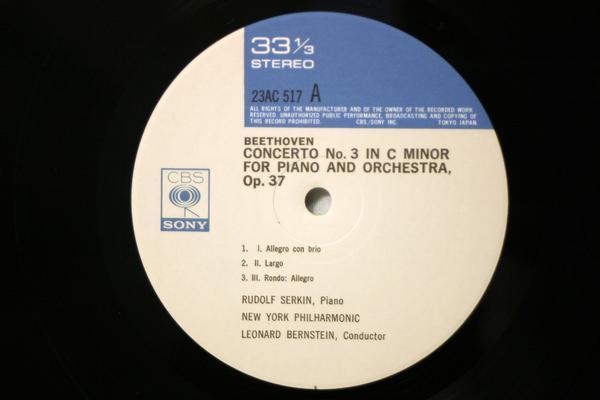 33 1/3
STEREO
23AC 517 A
ALL RIGHTS OF THE MANUFACTURER AND OF THE OWNER OF THE RECORDED WORK
RESERVED. UNAUTHORIZED PUBLIC PERFORMANCE, BROADCASTING AND COPYING OF
THIS RECORD PROHIBITED. CBS/SONY INC. TOKYO JAPAN.
BEETHOVEN
CONCERTO No. 3 IN C MINOR
FOR PIANO AND ORCHESTRA,
Op. 37
CBS
SONY
1. I. Allegro con brio
2. II. Largo
3. III. Rondo: Allegro
RUDOLF SERKIN, Piano
NEW YORK PHILHARMONIC
LEONARD BERNSTEIN, Conductor